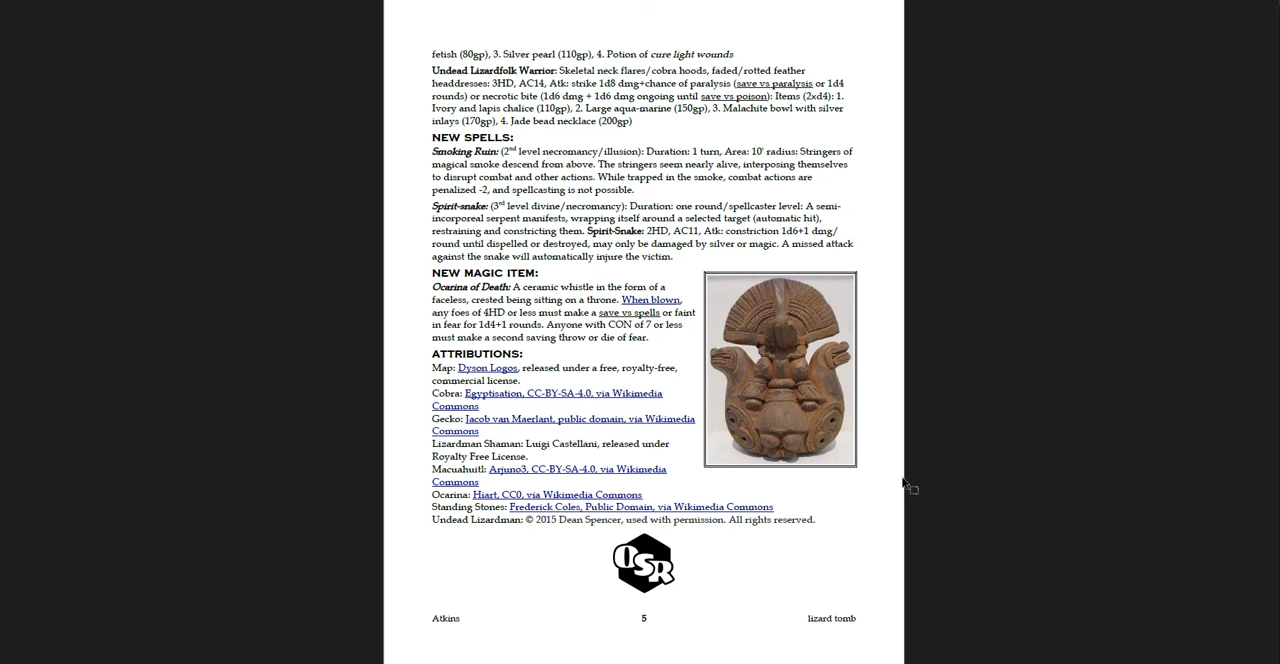 fetish (80gp), 3. Silver pearl (110gp), 4. Potion of cure light wounds
Undead Lizardfolk Warrior: Skeletal neck flares/cobra hoods, faded/rotted feather
headdresses: 3HD, AC14, Atk: strike 1d8 dmg+chance of paralysis (save vs paralysis or 1d4
rounds) or necrotic bite (1d6 dmg + 1d6 dmg ongoing until save vs poison): Items (2xd4): 1.
Ivory and lapis chalice (110gp), 2. Large aqua-marine (150gp), 3. Malachite bowl with silver
inlays (170gp), 4. Jade bead necklace (200gp)
NEW SPELLS:
Smoking Ruin: (2nd level necromancy/illusion): Duration: 1 turn, Area: 10' radius: Stringers of
magical smoke descend from above. The stringers seem nearly alive, interposing themselves
to disrupt combat and other actions. While trapped in the smoke, combat actions are
penalized -2, and spellcasting is not possible.
Spirit-snake: (3rd level divine/necromancy): Duration: one round/spellcaster level: A semi-
incorporeal serpent manifests, wrapping itself around a selected target (automatic hit),
restraining and constricting them. Spirit-Snake: 2HD, AC11, Atk: constriction 1d6+1 dmg/
round until dispelled or destroyed, may only be damaged by silver or magic. A missed attack
against the snake will automatically injure the victim.
NEW MAGIC ITEM:
Ocarina of Death: A ceramic whistle in the form of a
faceless, crested being sitting on a throne. When blown,
any foes of 4HD or less must make a save vs spells or faint
in fear for 1d4+1 rounds. Anyone with CON of 7 or less
must make a second saving throw or die of fear.
ATTRIBUTIONS:
Map: Dyson Logos, released under a free, royalty-free,
commercial license.
Cobra: Egyptisation, CC-BY-SA-4.0, via Wikimedia
Commons
Gecko: Jacob van Maerlant, public domain, via Wikimedia
Commons
Lizardman Shaman: Luigi Castellani, released under
Royalty Free License.
Macuahuitl: Arjuno3, CC-BY-SA-4.0, via Wikimedia
Commons
Ocarina: Hiart, CC0, via Wikimedia Commons
Standing Stones: Frederick Coles, Public Domain, via Wikimedia Commons
Undead Lizardman: © 2015 Dean Spencer, used with permission. All rights reserved.
OSR
Atkins 5 lizard tomb